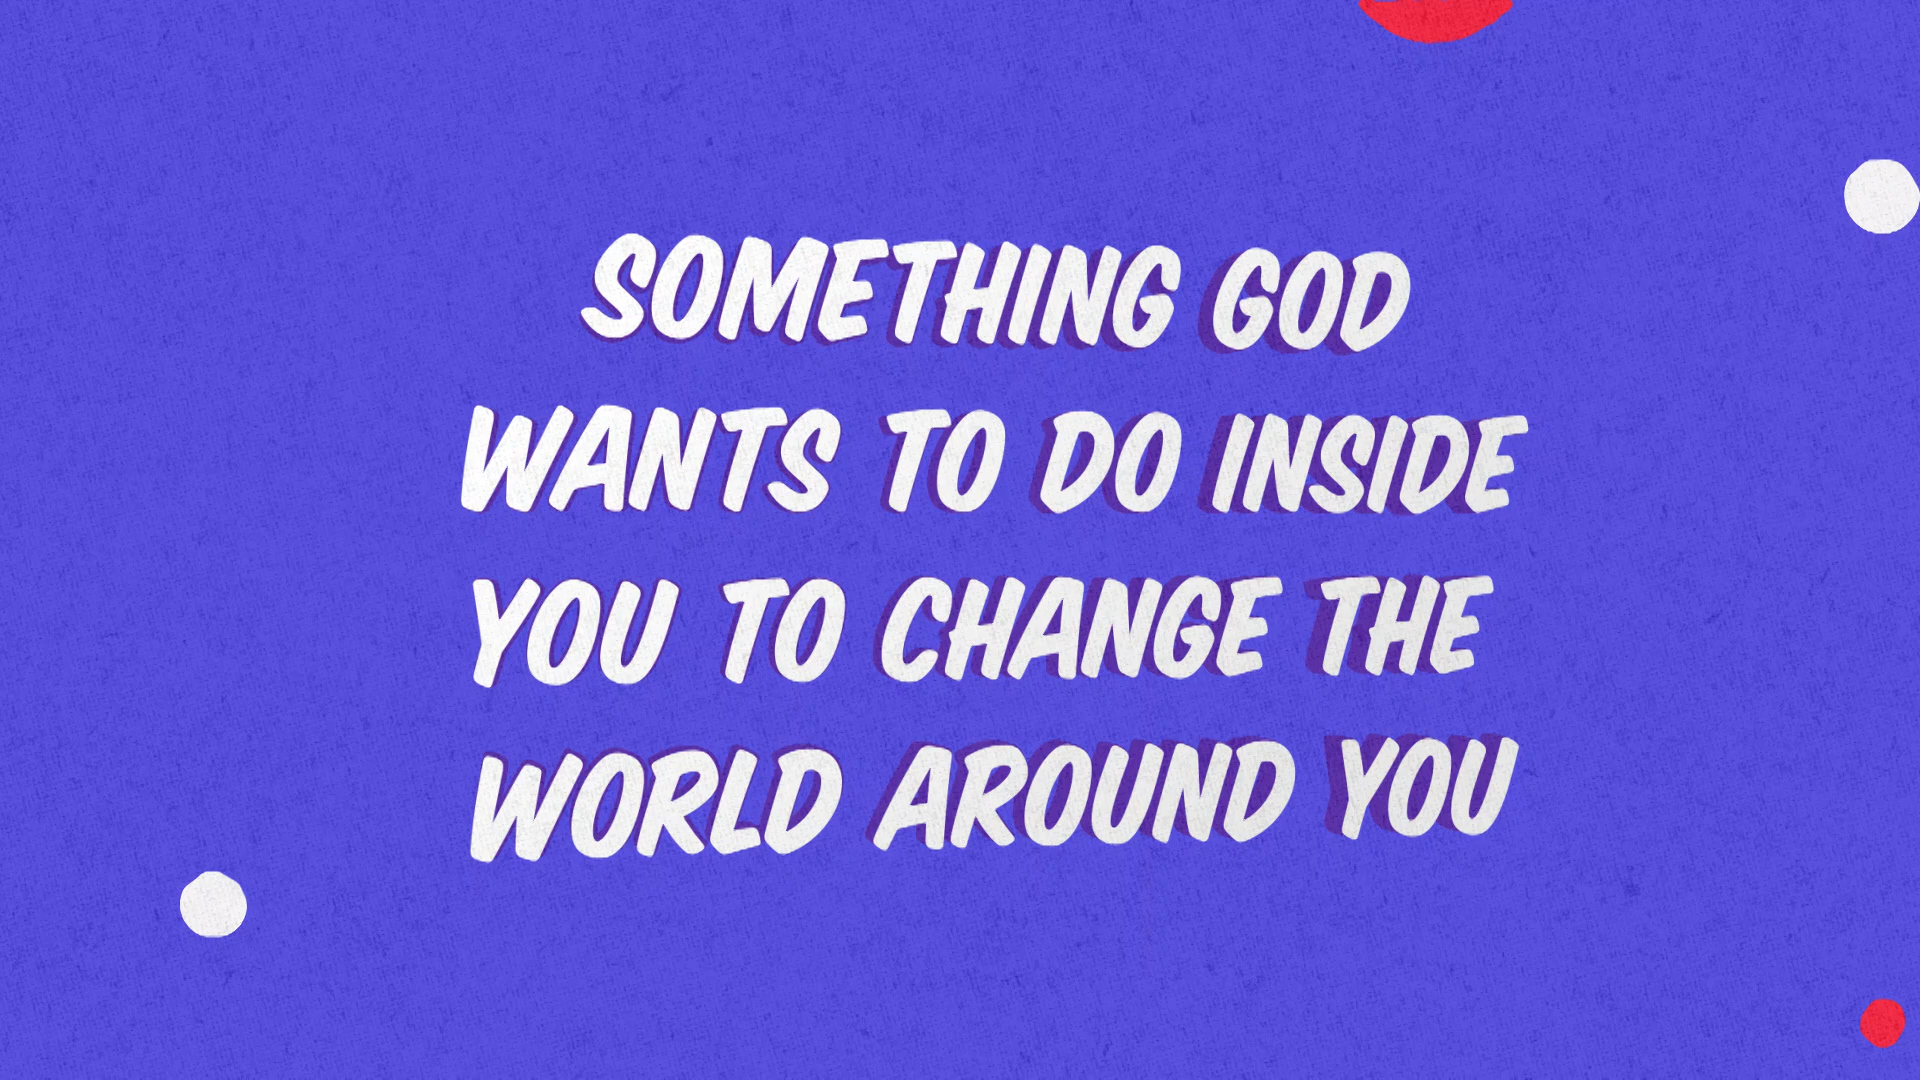 SOMETHING GOD
WANTS TO DO INSIDE
YOU TO CHANGE THE
WORLD AROUND YOU